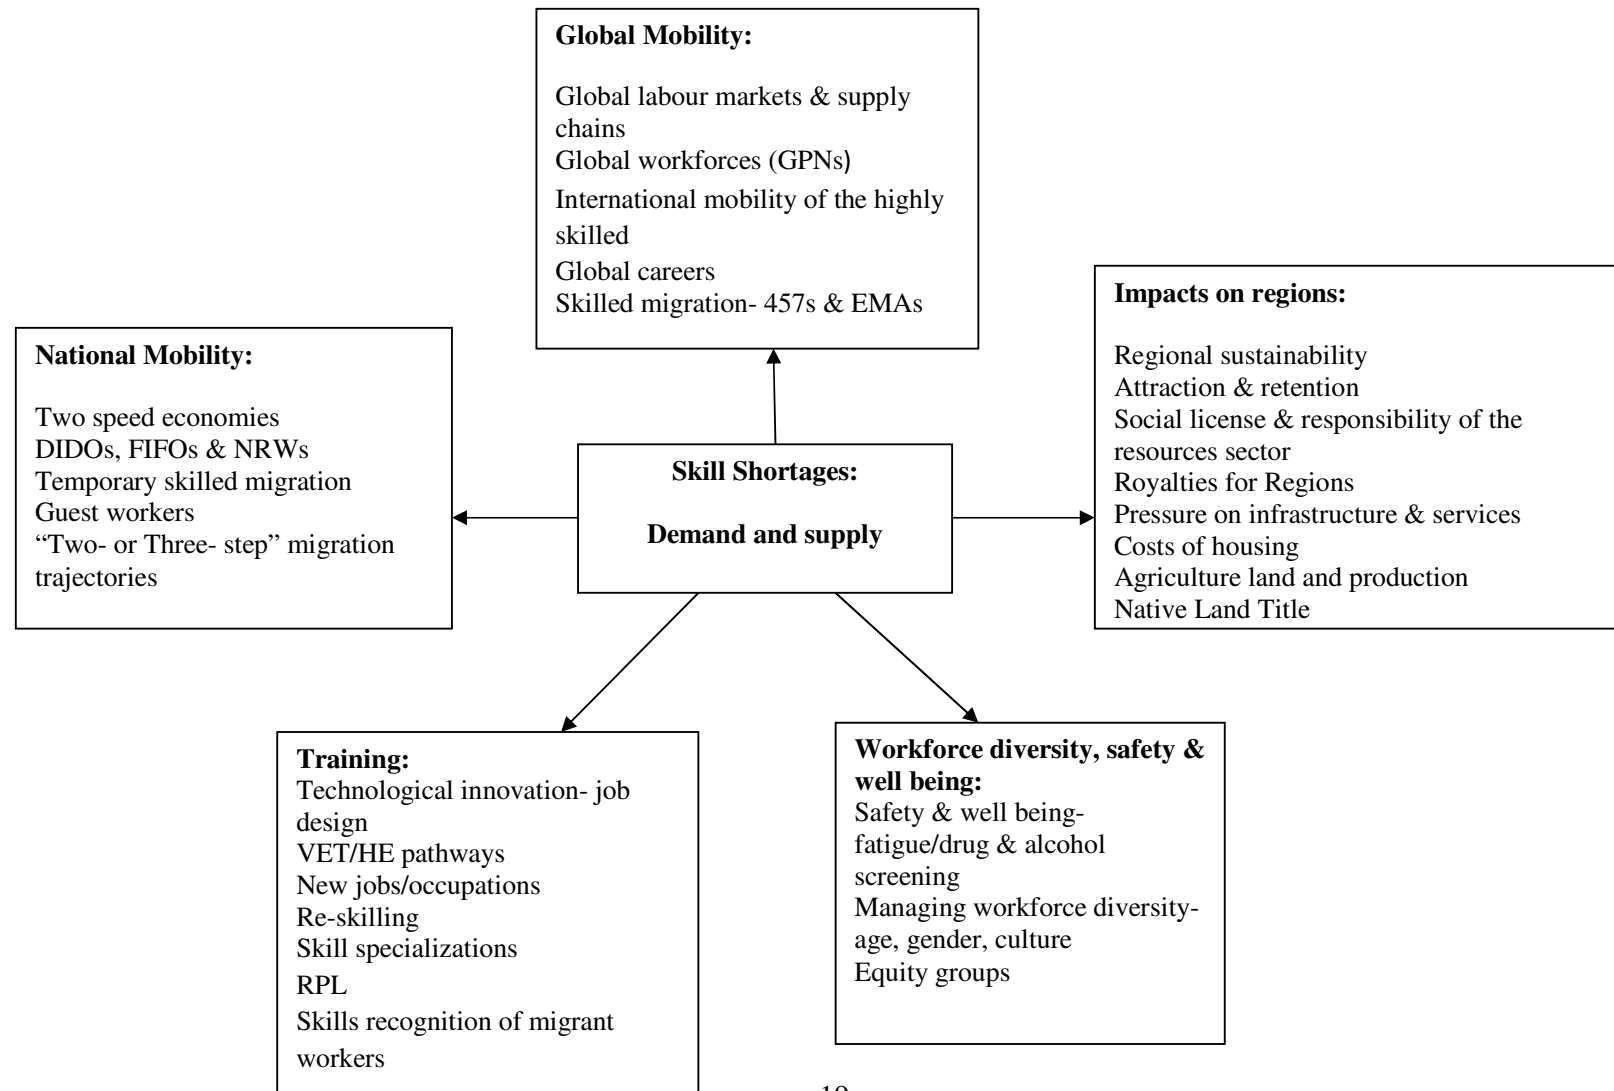 Global Mobility:
Global labour markets & supply
chains
Global workforces (GPNs)
International mobility of the highly
skilled
Global careers
Skilled migration- 457s & EMAs
National Mobility:
Two speed economies
DIDOs, FIFOs & NRWs
Temporary skilled migration
Guest workers
“Two- or Three- step” migration
trajectories
Skill Shortages:
Demand and supply
Impacts on regions:
Regional sustainability
Attraction & retention
Social license & responsibility of the
resources sector
Royalties for Regions
Pressure on infrastructure & services
Costs of housing
Agriculture land and production
Native Land Title
Training:
Technological innovation- job
design
VET/HE pathways
New jobs/occupations
Re-skilling
Skill specializations
RPL
Skills recognition of migrant
workers
Workforce diversity, safety &
well being:
Safety & well being-
fatigue/drug & alcohol
screening
Managing workforce diversity-
age, gender, culture
Equity groups